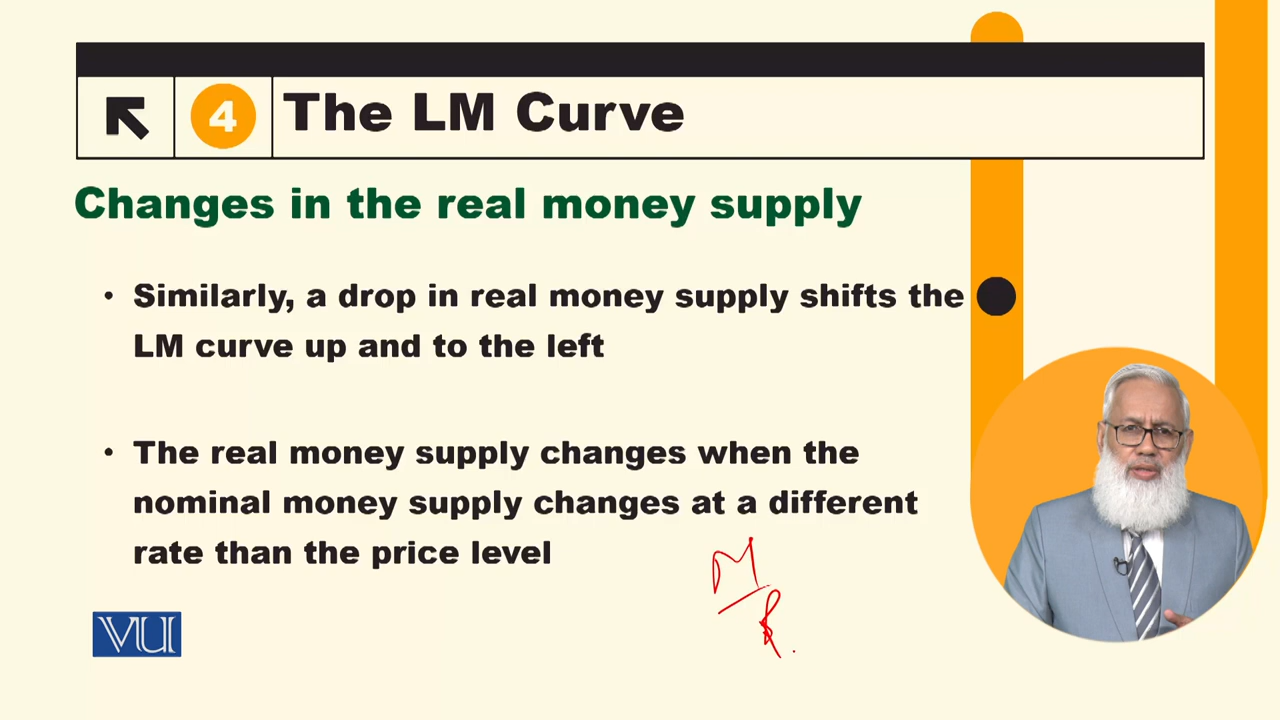 4 The LM Curve
Changes in the real money supply
• Similarly, a drop in real money supply shifts the
LM curve up and to the left
• The real money supply changes when the
nominal money supply changes at a different
rate than the price level
M
P
VU